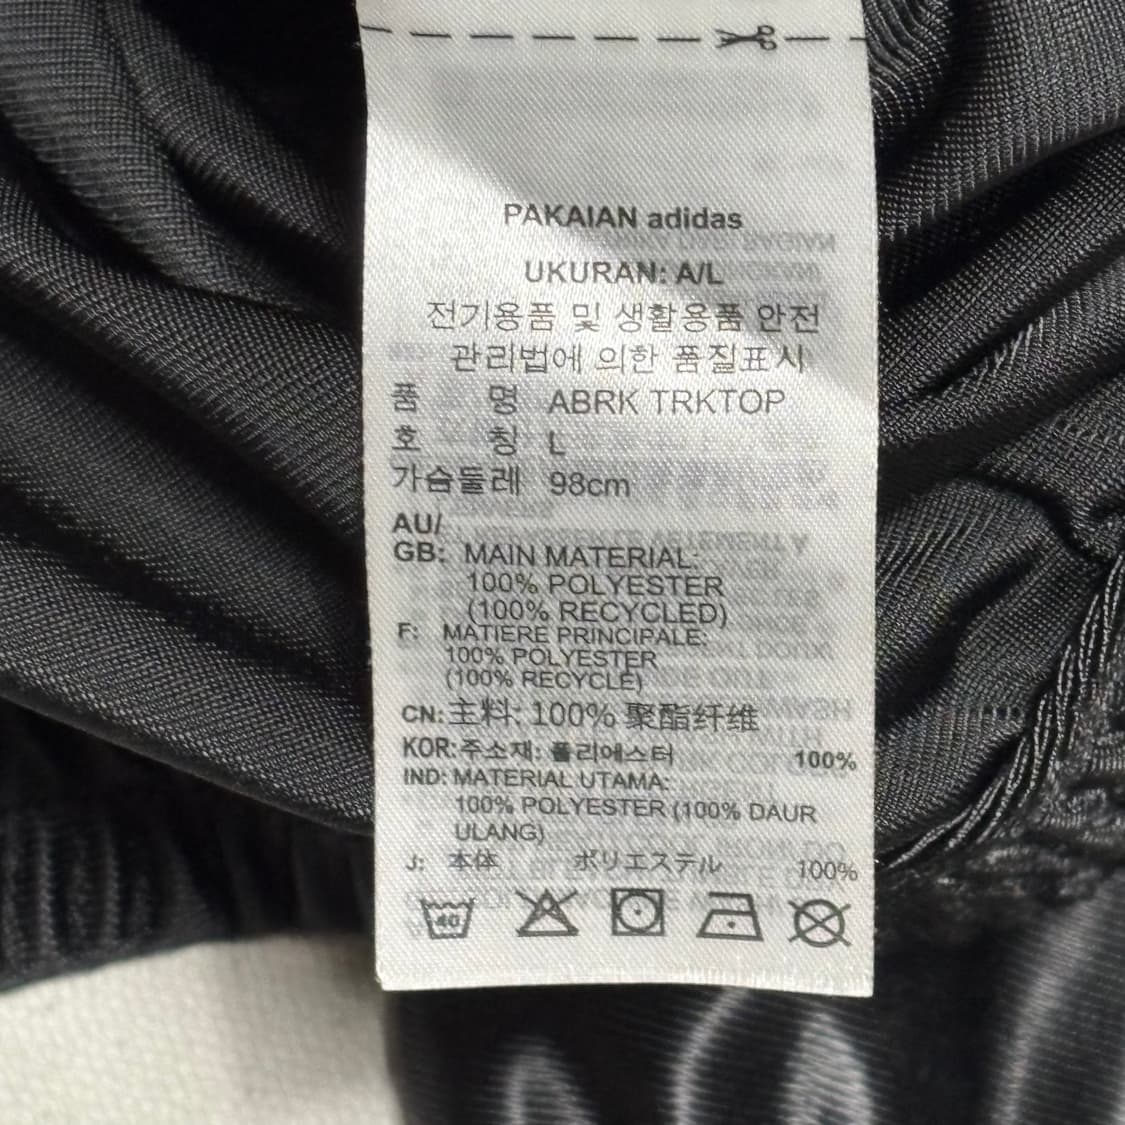 PAKAIAN adidas
UKURAN: A/L
전기용품 및 생활용품 안전
관리법에 의한 품질표시
품 명 ABRK TRKTOP
호 칭 L
가슴둘레 98cm
AU/
GB: MAIN MATERIAL:
100% POLYESTER
(100% RECYCLED)
F: MATIERE PRINCIPALE:
100% POLYESTER
(100% RECYCLE)
CN: 主料: 100% 聚酯纤维
KOR: 주소재: 폴리에스터 100%
IND: MATERIAL UTAMA:
100% POLYESTER (100% DAUR
ULANG)
J: 本体 ポリエステル 100%
40